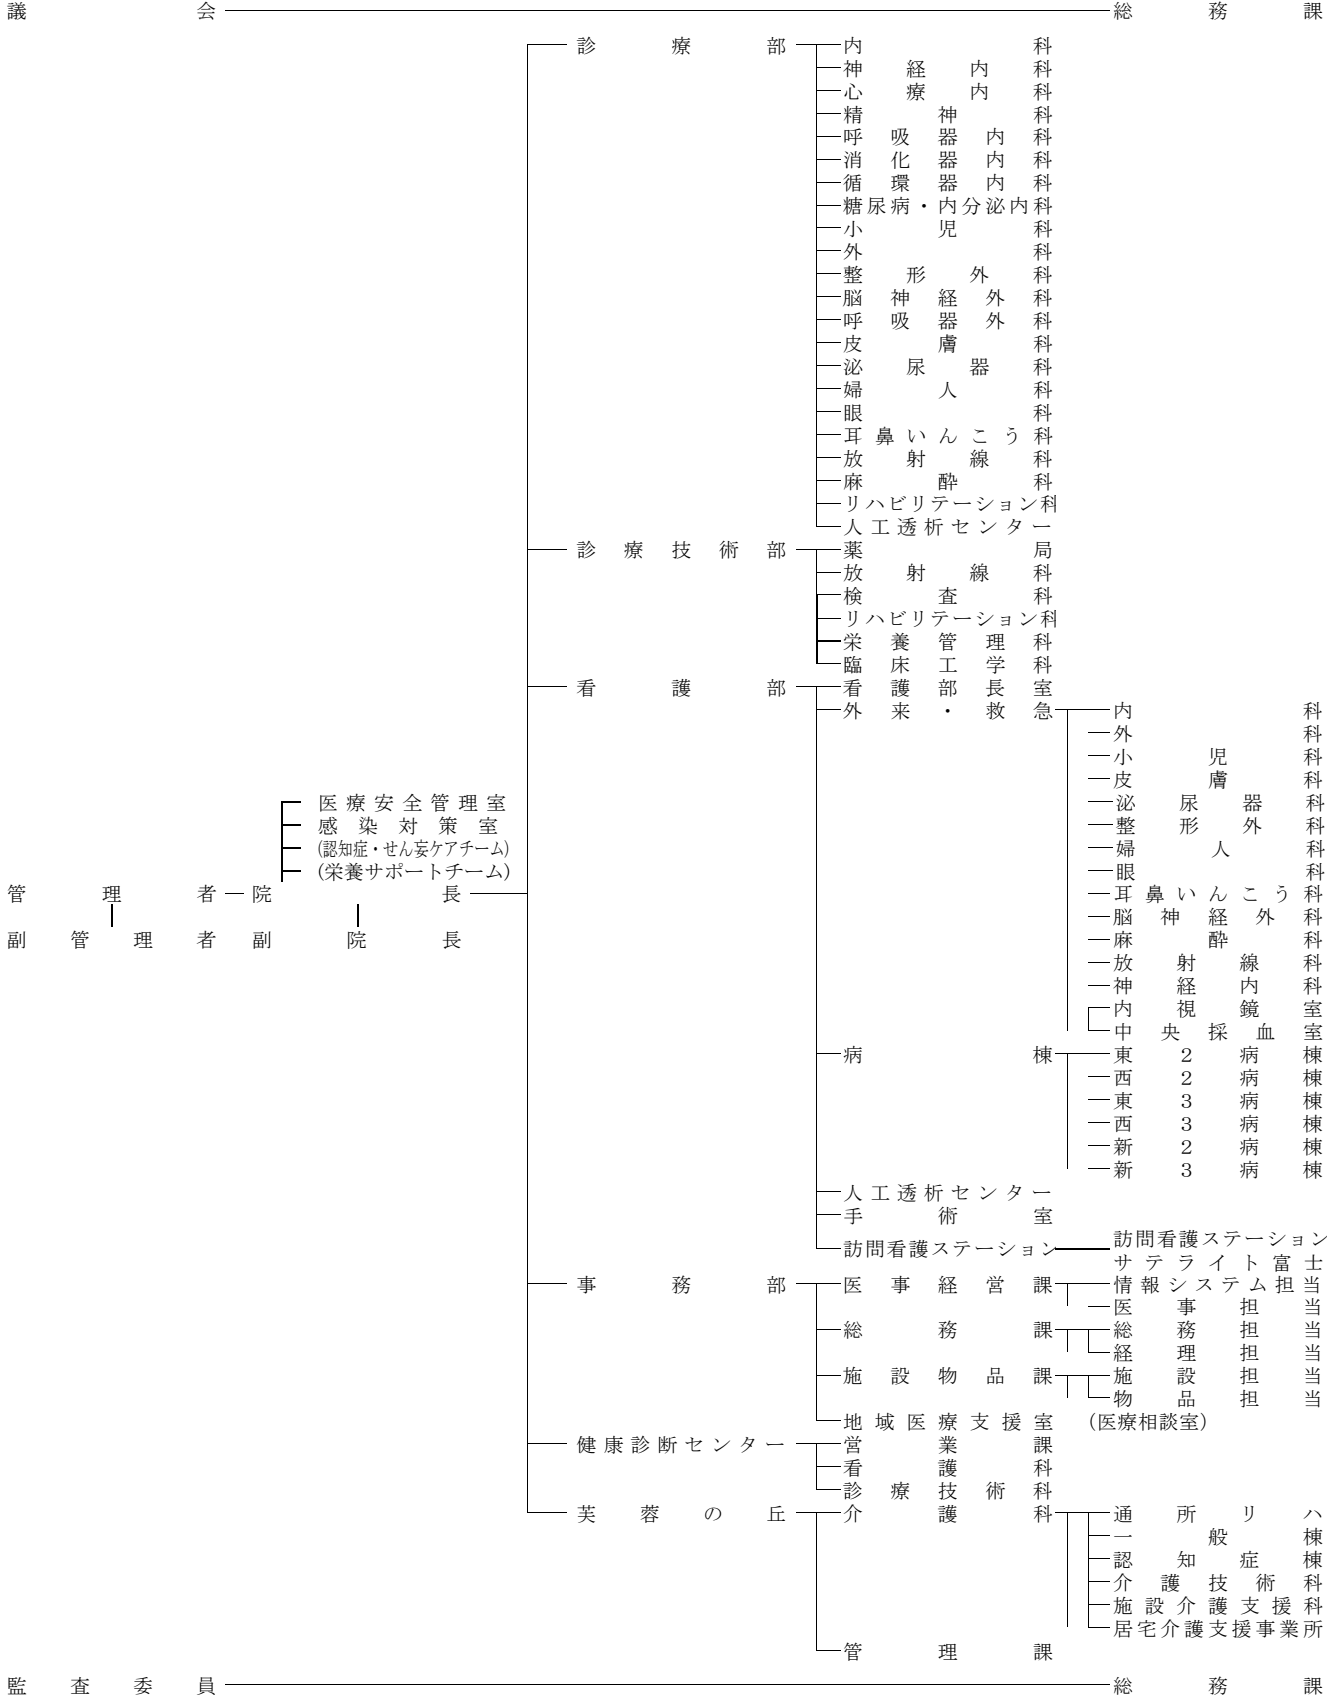 議会 総務課
診療部 内科
神経内科
心療内科
精神科
呼吸器内科
消化器内科
循環器内科
糖尿病・内分泌内科
小児科
外科
整形外科
脳神経外科
呼吸器外科
皮膚科
泌尿器科
婦人科
眼科
耳鼻いんこう科
放射線科
麻酔科
リハビリテーション科
人工透析センター
診療技術部 薬局
放射線科
検査科
リハビリテーション科
栄養管理科
臨床工学科
看護部 看護部長室
外来・救急 内科
外科
小児科
皮膚科
医療安全管理室 泌尿器科
感染対策室 整形外科
(認知症・せん妄ケアチーム) 婦人科
(栄養サポートチーム) 眼科
管理者 院長 耳鼻いんこう科
脳神経外科
副管理者 副院長 麻酔科
放射線科
神経内科
内視鏡室
中央採血室
病棟 東2病棟
西2病棟
東3病棟
西3病棟
新2病棟
新3病棟
人工透析センター
手術室
訪問看護ステーション 訪問看護ステーション
サテライト富士
事務部 医事経営課 情報システム担当
医事担当
総務課 総務担当
経理担当
施設物品課 施設担当
物品担当
地域医療支援室 （医療相談室）
健康診断センター 営業課
看護科
診療技術科
芙蓉の丘 介護科 通所リハ
一般棟
認知症棟
介護技術科
施設介護支援科
居宅介護支援事業所
管理課
監査委員 総務課